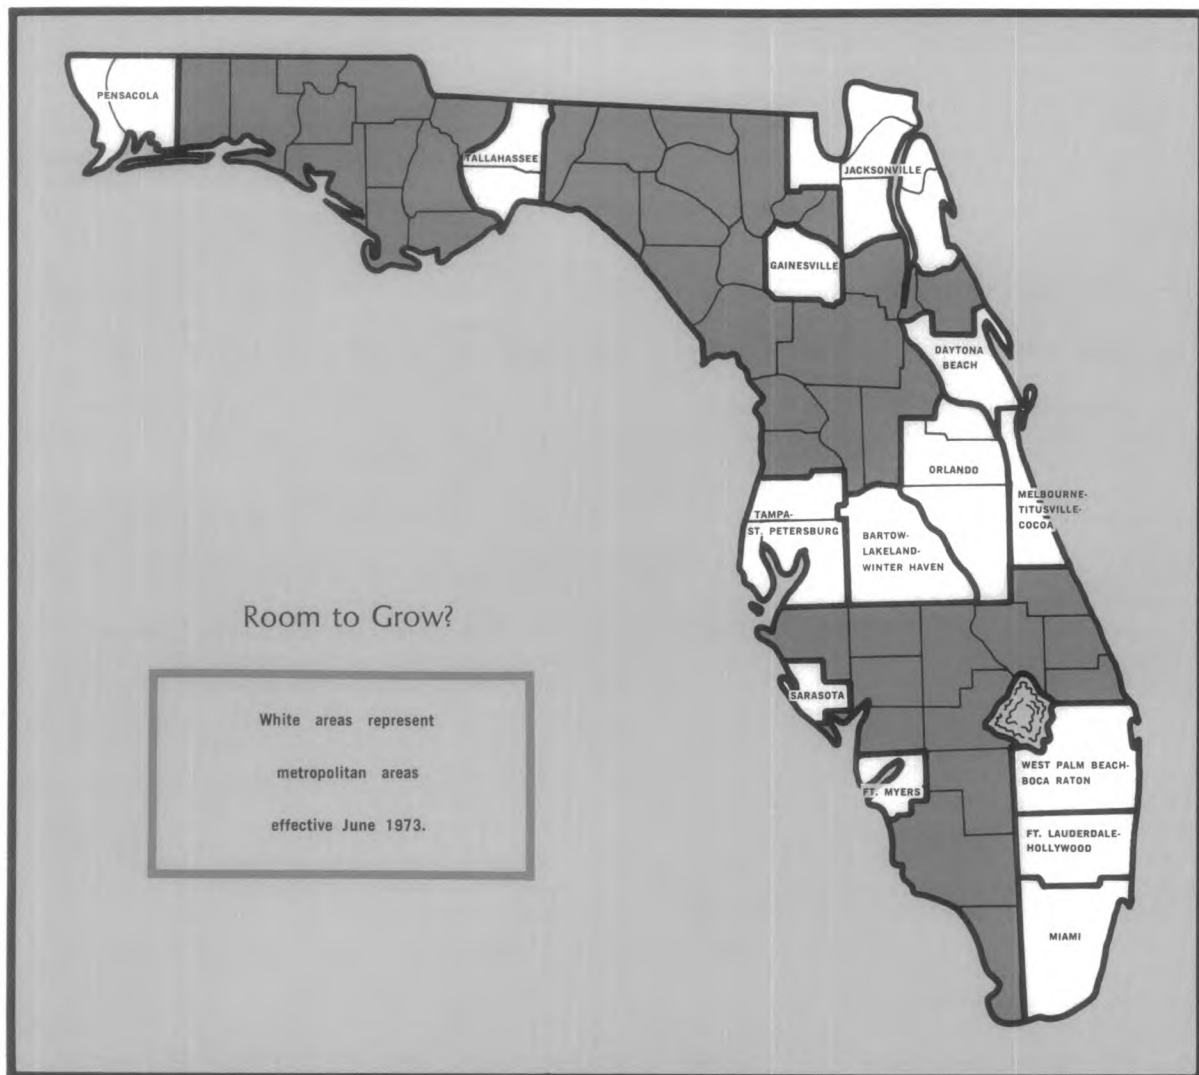 PENSACOLA
TALLAHASSEE
JACKSONVILLE
GAINESVILLE
DAYTONA
BEACH
ORLANDO
MELBOURNE-
TITUSVILLE-
COCOA
TAMPA-
ST. PETERSBURG
BARTOW-
LAKELAND-
WINTER HAVEN
Room to Grow?
White areas represent
metropolitan areas
effective June 1973.
SARASOTA
FT. MYERS
WEST PALM BEACH-
BOCA RATON
FT. LAUDERDALE-
HOLLYWOOD
MIAMI